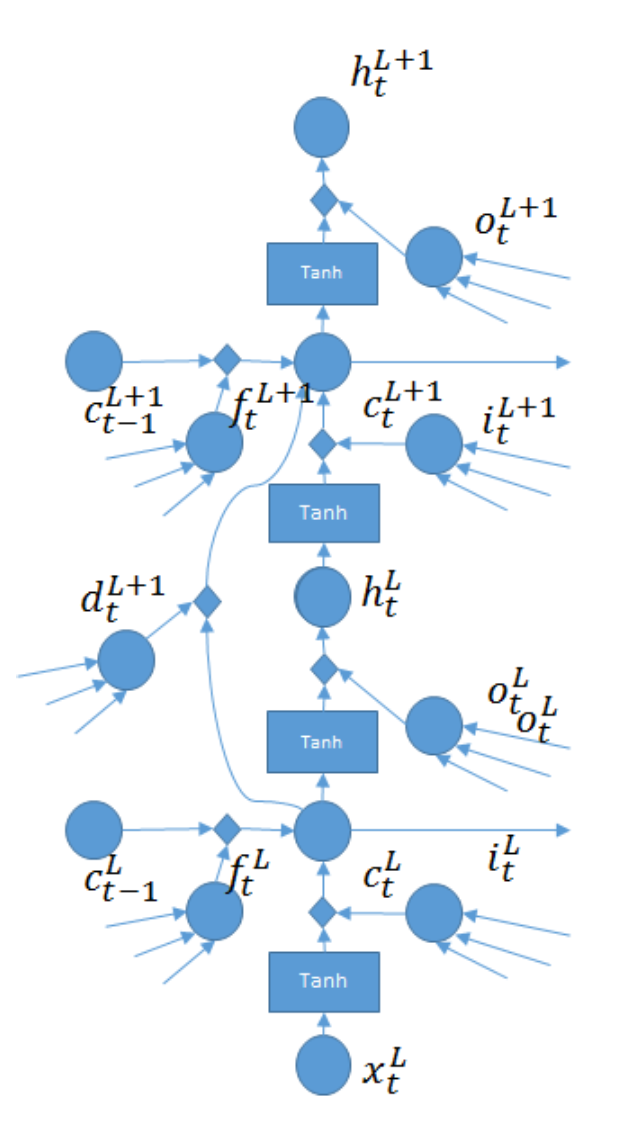 h_t^{L+1}
o_t^{L+1}
Tanh
c_{t-1}^{L+1}
f_t^{L+1}
c_t^{L+1}
i_t^{L+1}
Tanh
d_t^{L+1}
h_t^L
o_t^L
o_t^L
Tanh
c_{t-1}^L
f_t^L
c_t^L
i_t^L
Tanh
x_t^L